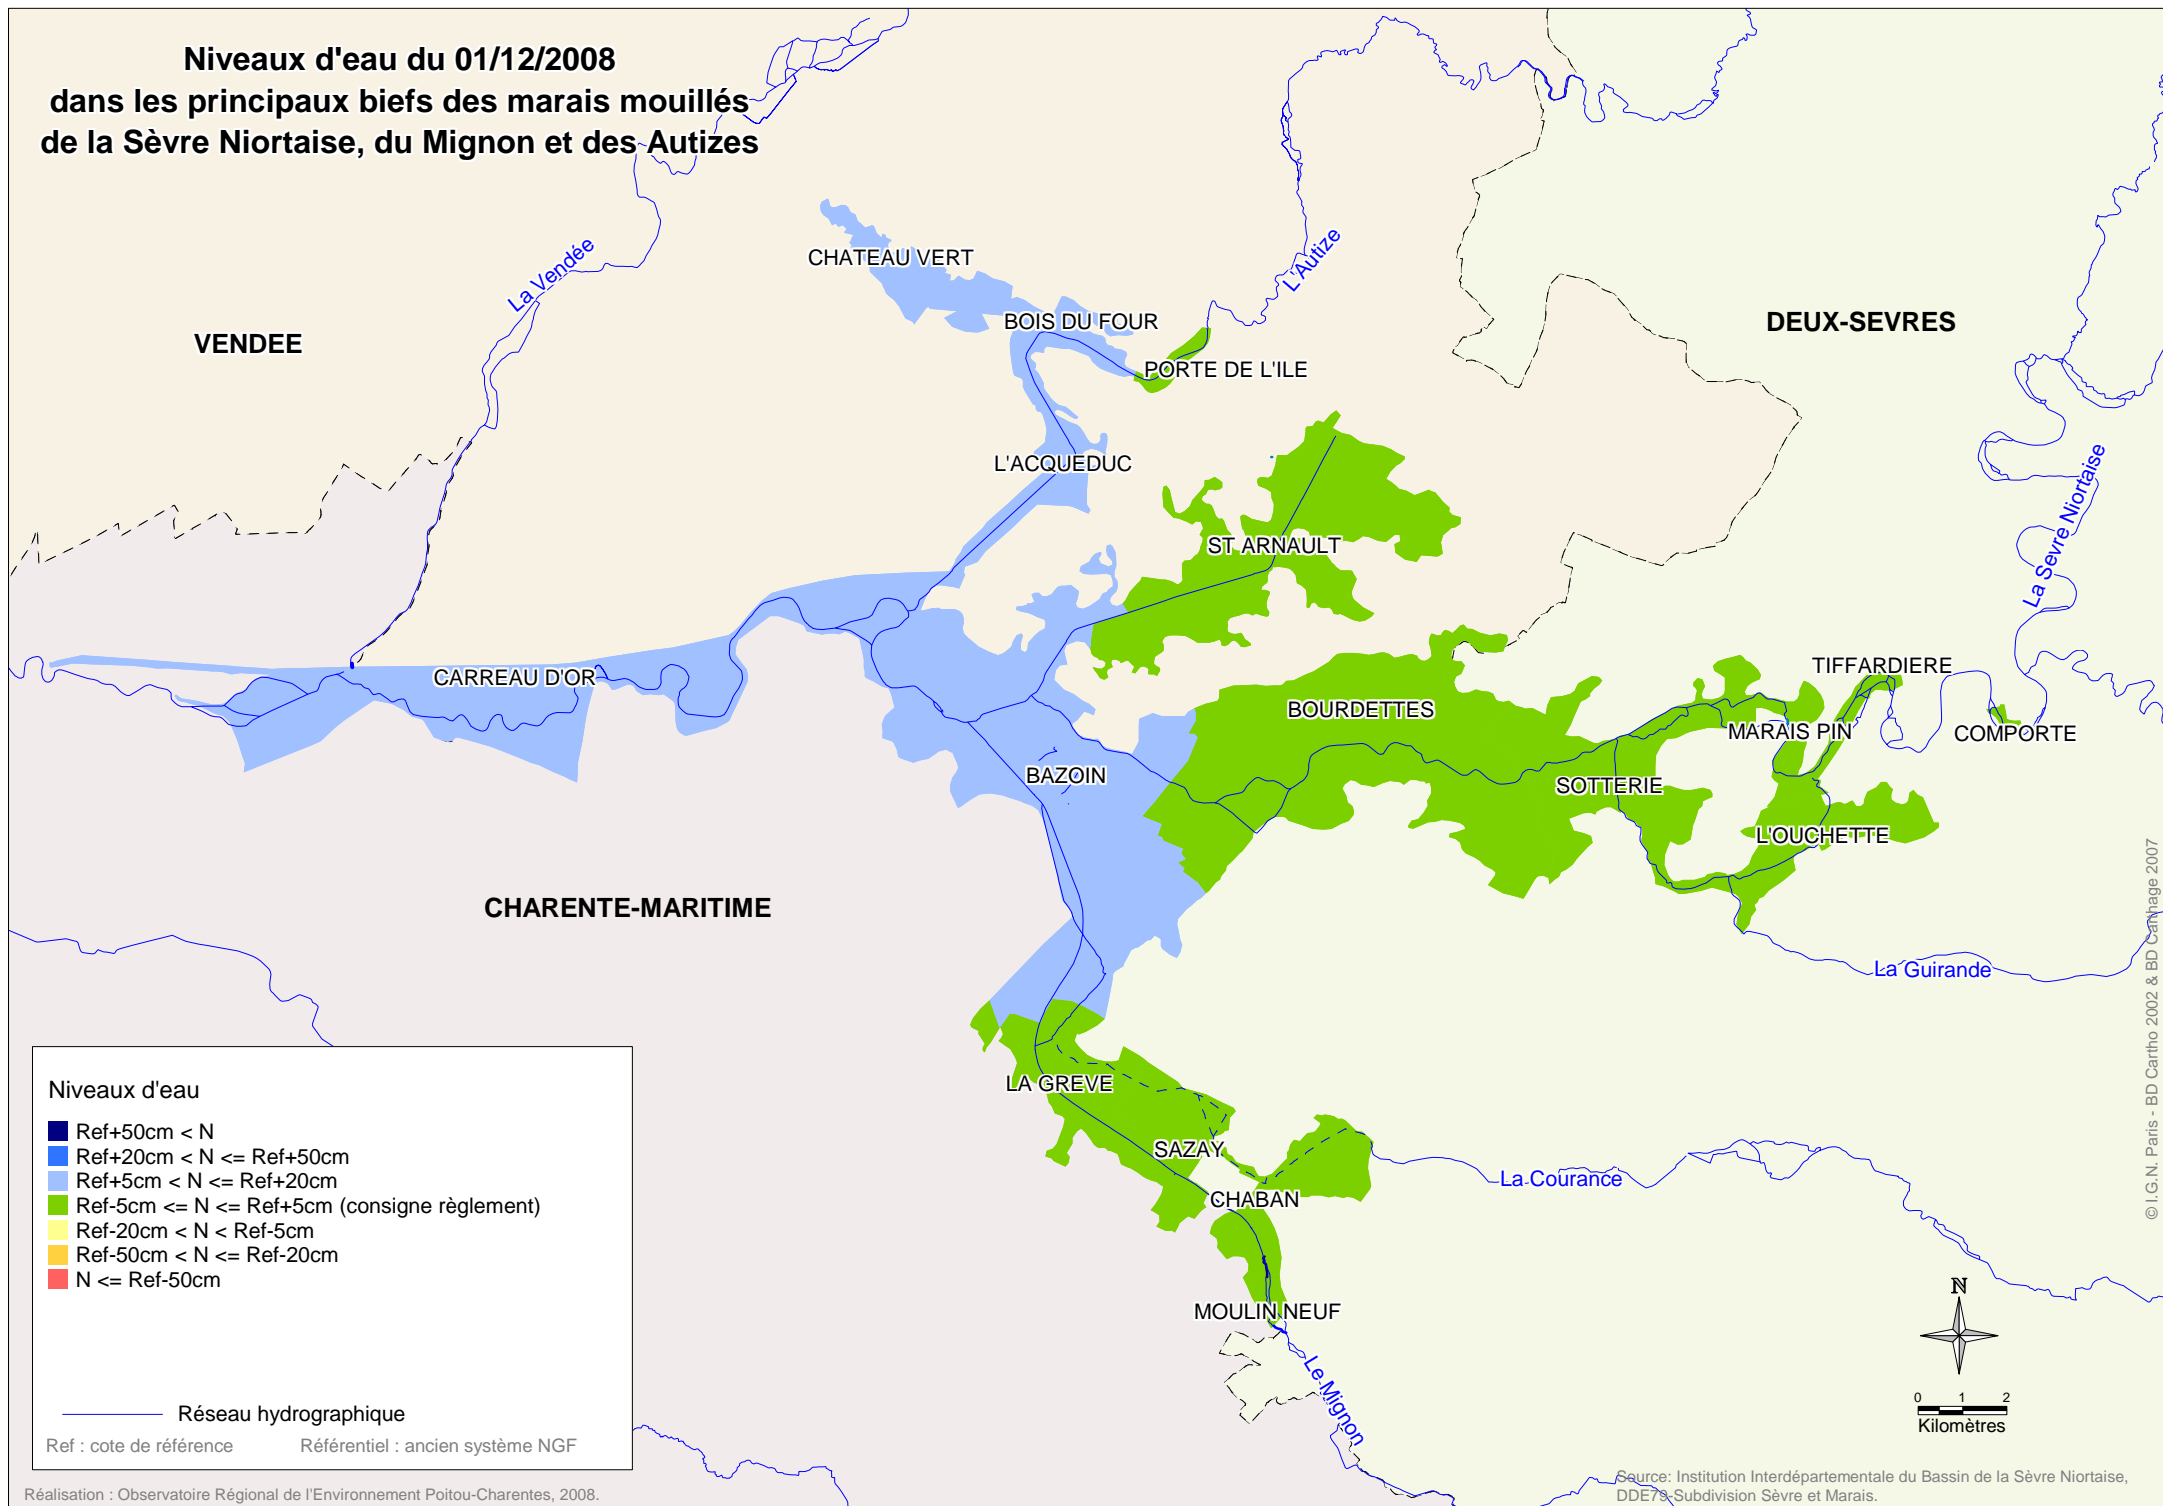 Niveaux d'eau du 01/12/2008
dans les principaux biefs des marais mouillés
de la Sèvre Niortaise, du Mignon et des Autizes
La Vendée
CHATEAU VERT
L'Autize
BOIS DU FOUR
VENDEE
DEUX-SEVRES
PORTE DE L'ILE
L'ACQUEDUC
La Sevre Niortaise
ST ARNAULT
CARREAU D'OR
TIFFARDIERE
BOURDETTES
MARAIS PIN
COMPORTE
BAZOIN
SOTTERIE
L'OUCHETTE
CHARENTE-MARITIME
La Guirande
LA GREVE
SAZAY
La Courance
CHABAN
MOULIN NEUF
Le Mignon
Niveaux d'eau
Ref+50cm < N
Ref+20cm < N <= Ref+50cm
Ref+5cm < N <= Ref+20cm
Ref-5cm <= N <= Ref+5cm (consigne règlement)
Ref-20cm < N < Ref-5cm
Ref-50cm < N <= Ref-20cm
N <= Ref-50cm
Réseau hydrographique
Ref : cote de référence Référentiel : ancien système NGF
N
0 1 2
Kilomètres
© I.G.N. Paris - BD Cartho 2002 & BD Carthage 2007
Réalisation : Observatoire Régional de l'Environnement Poitou-Charentes, 2008.
Source: Institution Interdépartementale du Bassin de la Sèvre Niortaise,
DDE79-Subdivision Sèvre et Marais.